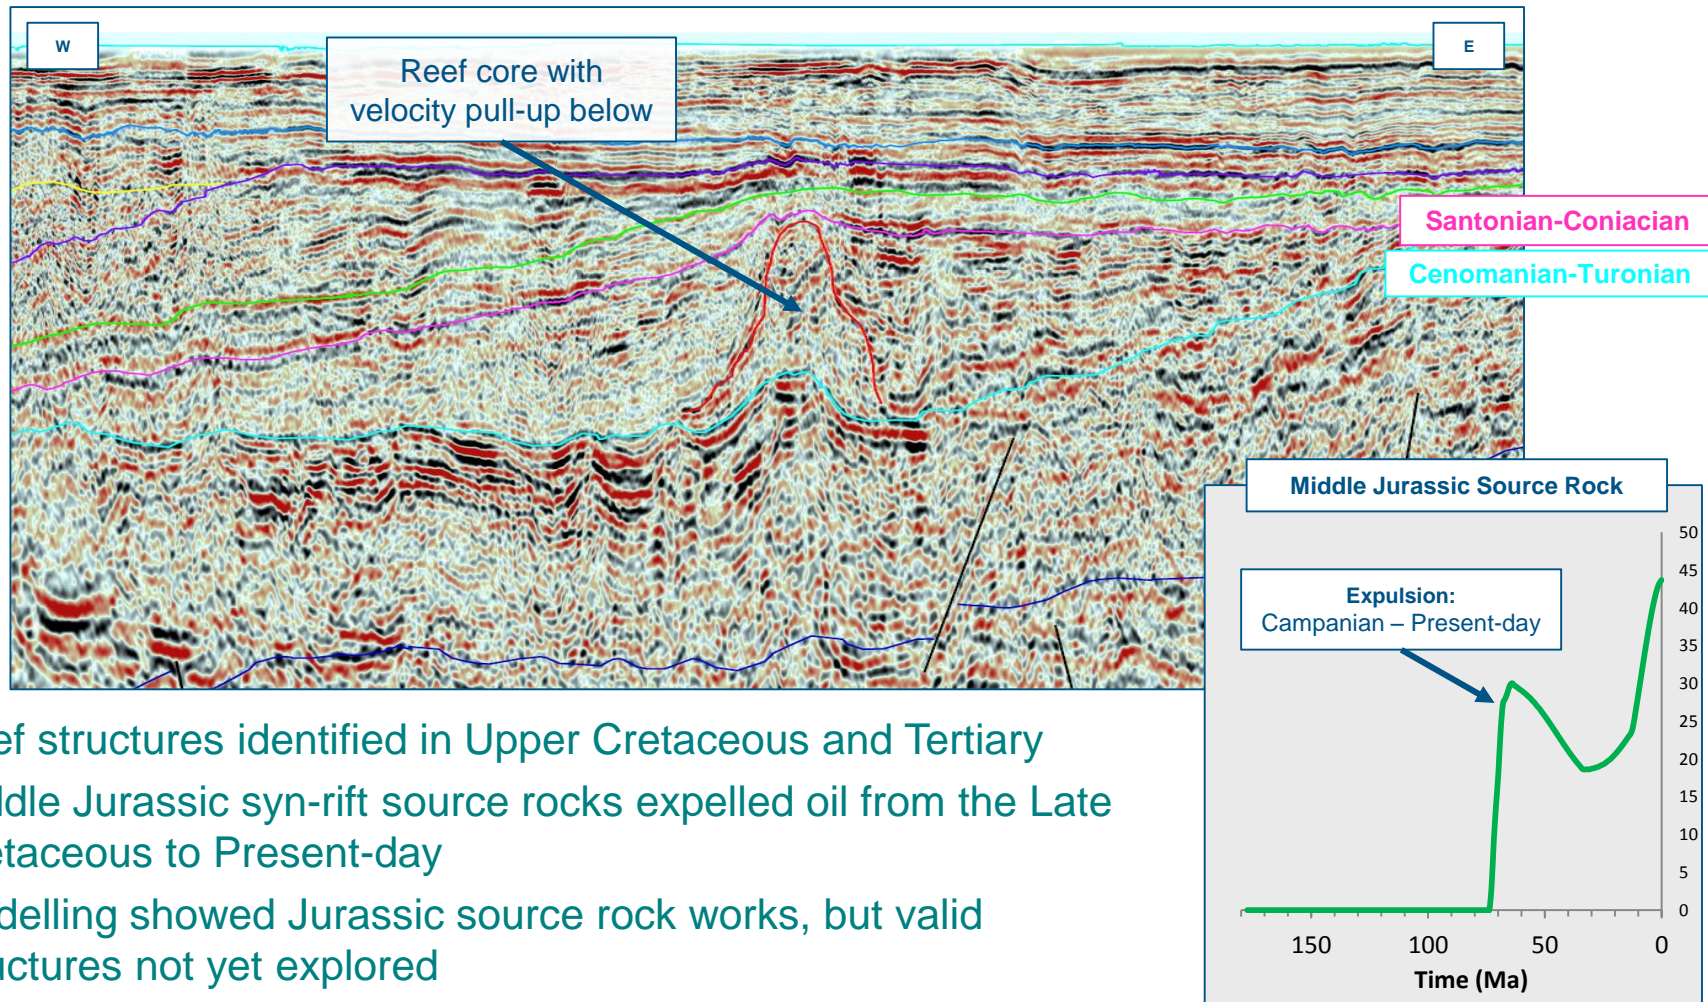 W
E
Reef core with
velocity pull-up below
Santonian-Coniacian
Cenomanian-Turonian
Middle Jurassic Source Rock
Expulsion:
Campanian – Present-day
50
45
40
35
30
25
20
15
10
5
0
150 100 50 0
Time (Ma)
ef structures identified in Upper Cretaceous and Tertiary
ddle Jurassic syn-rift source rocks expelled oil from the Late
etaceous to Present-day
delling showed Jurassic source rock works, but valid
uctures not yet explored